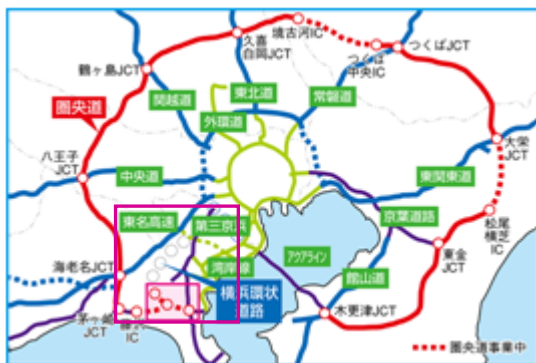 境古河IC
久喜
白岡JCT
つくばJCT
つくば
中央IC
鶴ヶ島JCT
東北道
常磐道
関越道
外環道
圏央道
大栄
JCT
八王子
JCT
中央道
東関東道
東名高速
第三京浜
京葉道路
松尾
横芝
IC
アクアライン
東金
JCT
海老名JCT
湾岸線
館山道
横浜環状
道路
木更津JCT
茅ヶ崎
JCT
藤沢
IC
圏央道事業中